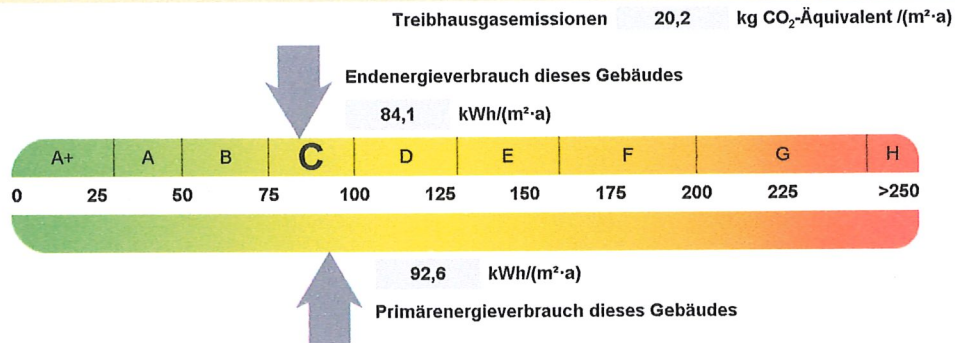 Treibhausgasemissionen 20,2 kg CO₂-Äquivalent /(m²·a)
Endenergieverbrauch dieses Gebäudes
84,1 kWh/(m²·a)
A+ A B C D E F G H
0 25 50 75 100 125 150 175 200 225 >250
92,6 kWh/(m²·a)
Primärenergieverbrauch dieses Gebäudes